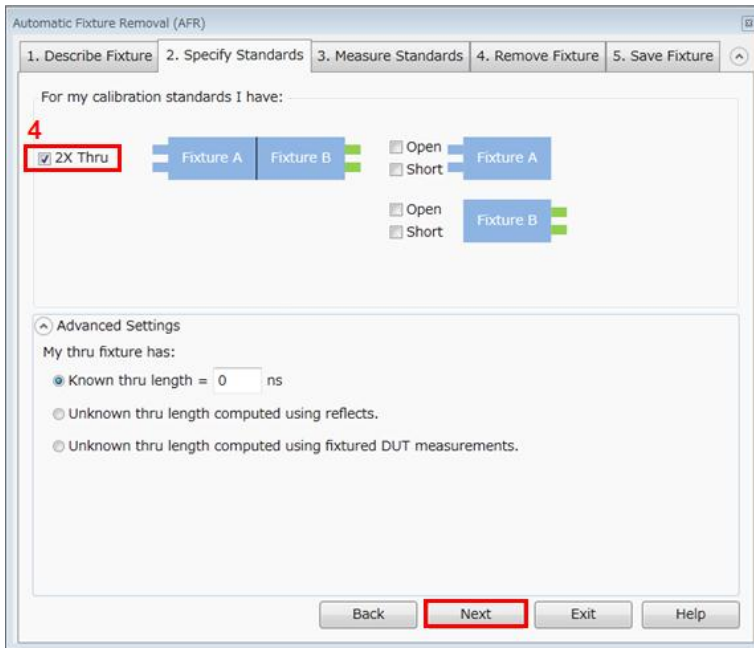 Automatic Fixture Removal (AFR)
1. Describe Fixture 2. Specify Standards 3. Measure Standards 4. Remove Fixture 5. Save Fixture
For my calibration standards I have:
4
2X Thru Fixture A Fixture B
Open
Short
Fixture A
Open
Short
Fixture B
Advanced Settings
My thru fixture has:
Known thru length = 0 ns
Unknown thru length computed using reflects.
Unknown thru length computed using fixtured DUT measurements.
Back Next Exit Help